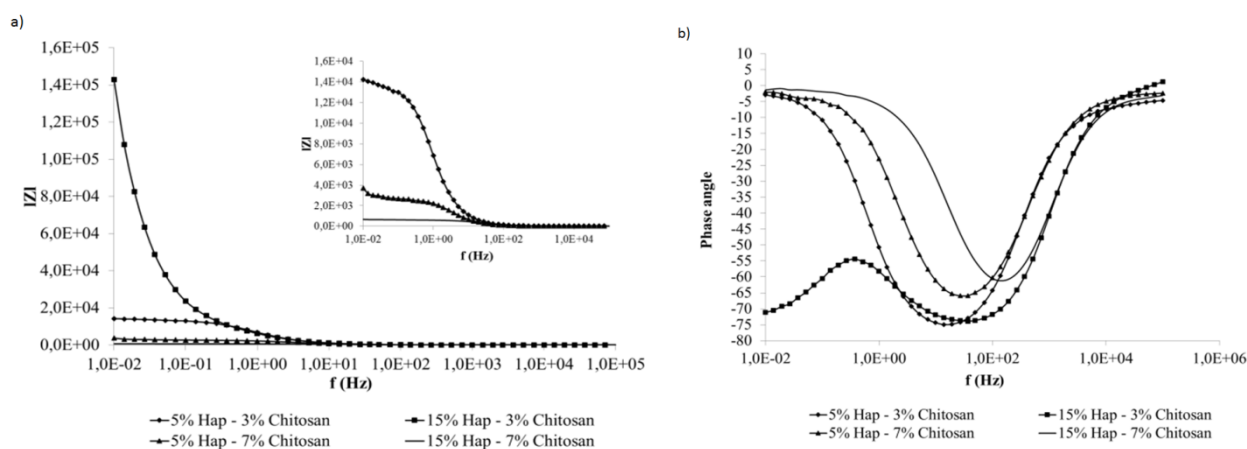 a)
1,6E+05
1,4E+05
1,2E+05
1,0E+05
8,0E+04
6,0E+04
4,0E+04
2,0E+04
0,0E+00
|Z|
1,0E-02 1,0E-01 1,0E+00 1,0E+01 1,0E+02 1,0E+03 1,0E+04 1,0E+05
f (Hz)
1,6E+04
1,4E+04
1,2E+04
1,0E+04
8,0E+03
6,0E+03
4,0E+03
2,0E+03
0,0E+00
|Z|
1,0E-02 1,0E+00 1,0E+02 1,0E+04
f (Hz)
5% Hap - 3% Chitosan 15% Hap - 3% Chitosan
5% Hap - 7% Chitosan 15% Hap - 7% Chitosan
b)
10
5
0
-5
-10
-15
-20
-25
-30
-35
-40
-45
-50
-55
-60
-65
-70
-75
-80
Phase angle
1,0E-02 1,0E+00 1,0E+02 1,0E+04 1,0E+06
f (Hz)
5% Hap - 3% Chitosan 15% Hap - 3% Chitosan
5% Hap - 7% Chitosan 15% Hap - 7% Chitosan